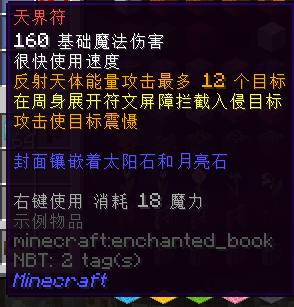 天界符
160 基础魔法伤害
很快使用速度
反射天体能量攻击最多 12 个目标
在周身展开符文屏障拦截入侵目标
攻击使目标震慑
封面镶嵌着太阳石和月亮石
右键使用 消耗 18 魔力
示例物品
minecraft:enchanted_book
NBT: 2 tag(s)
Minecraft